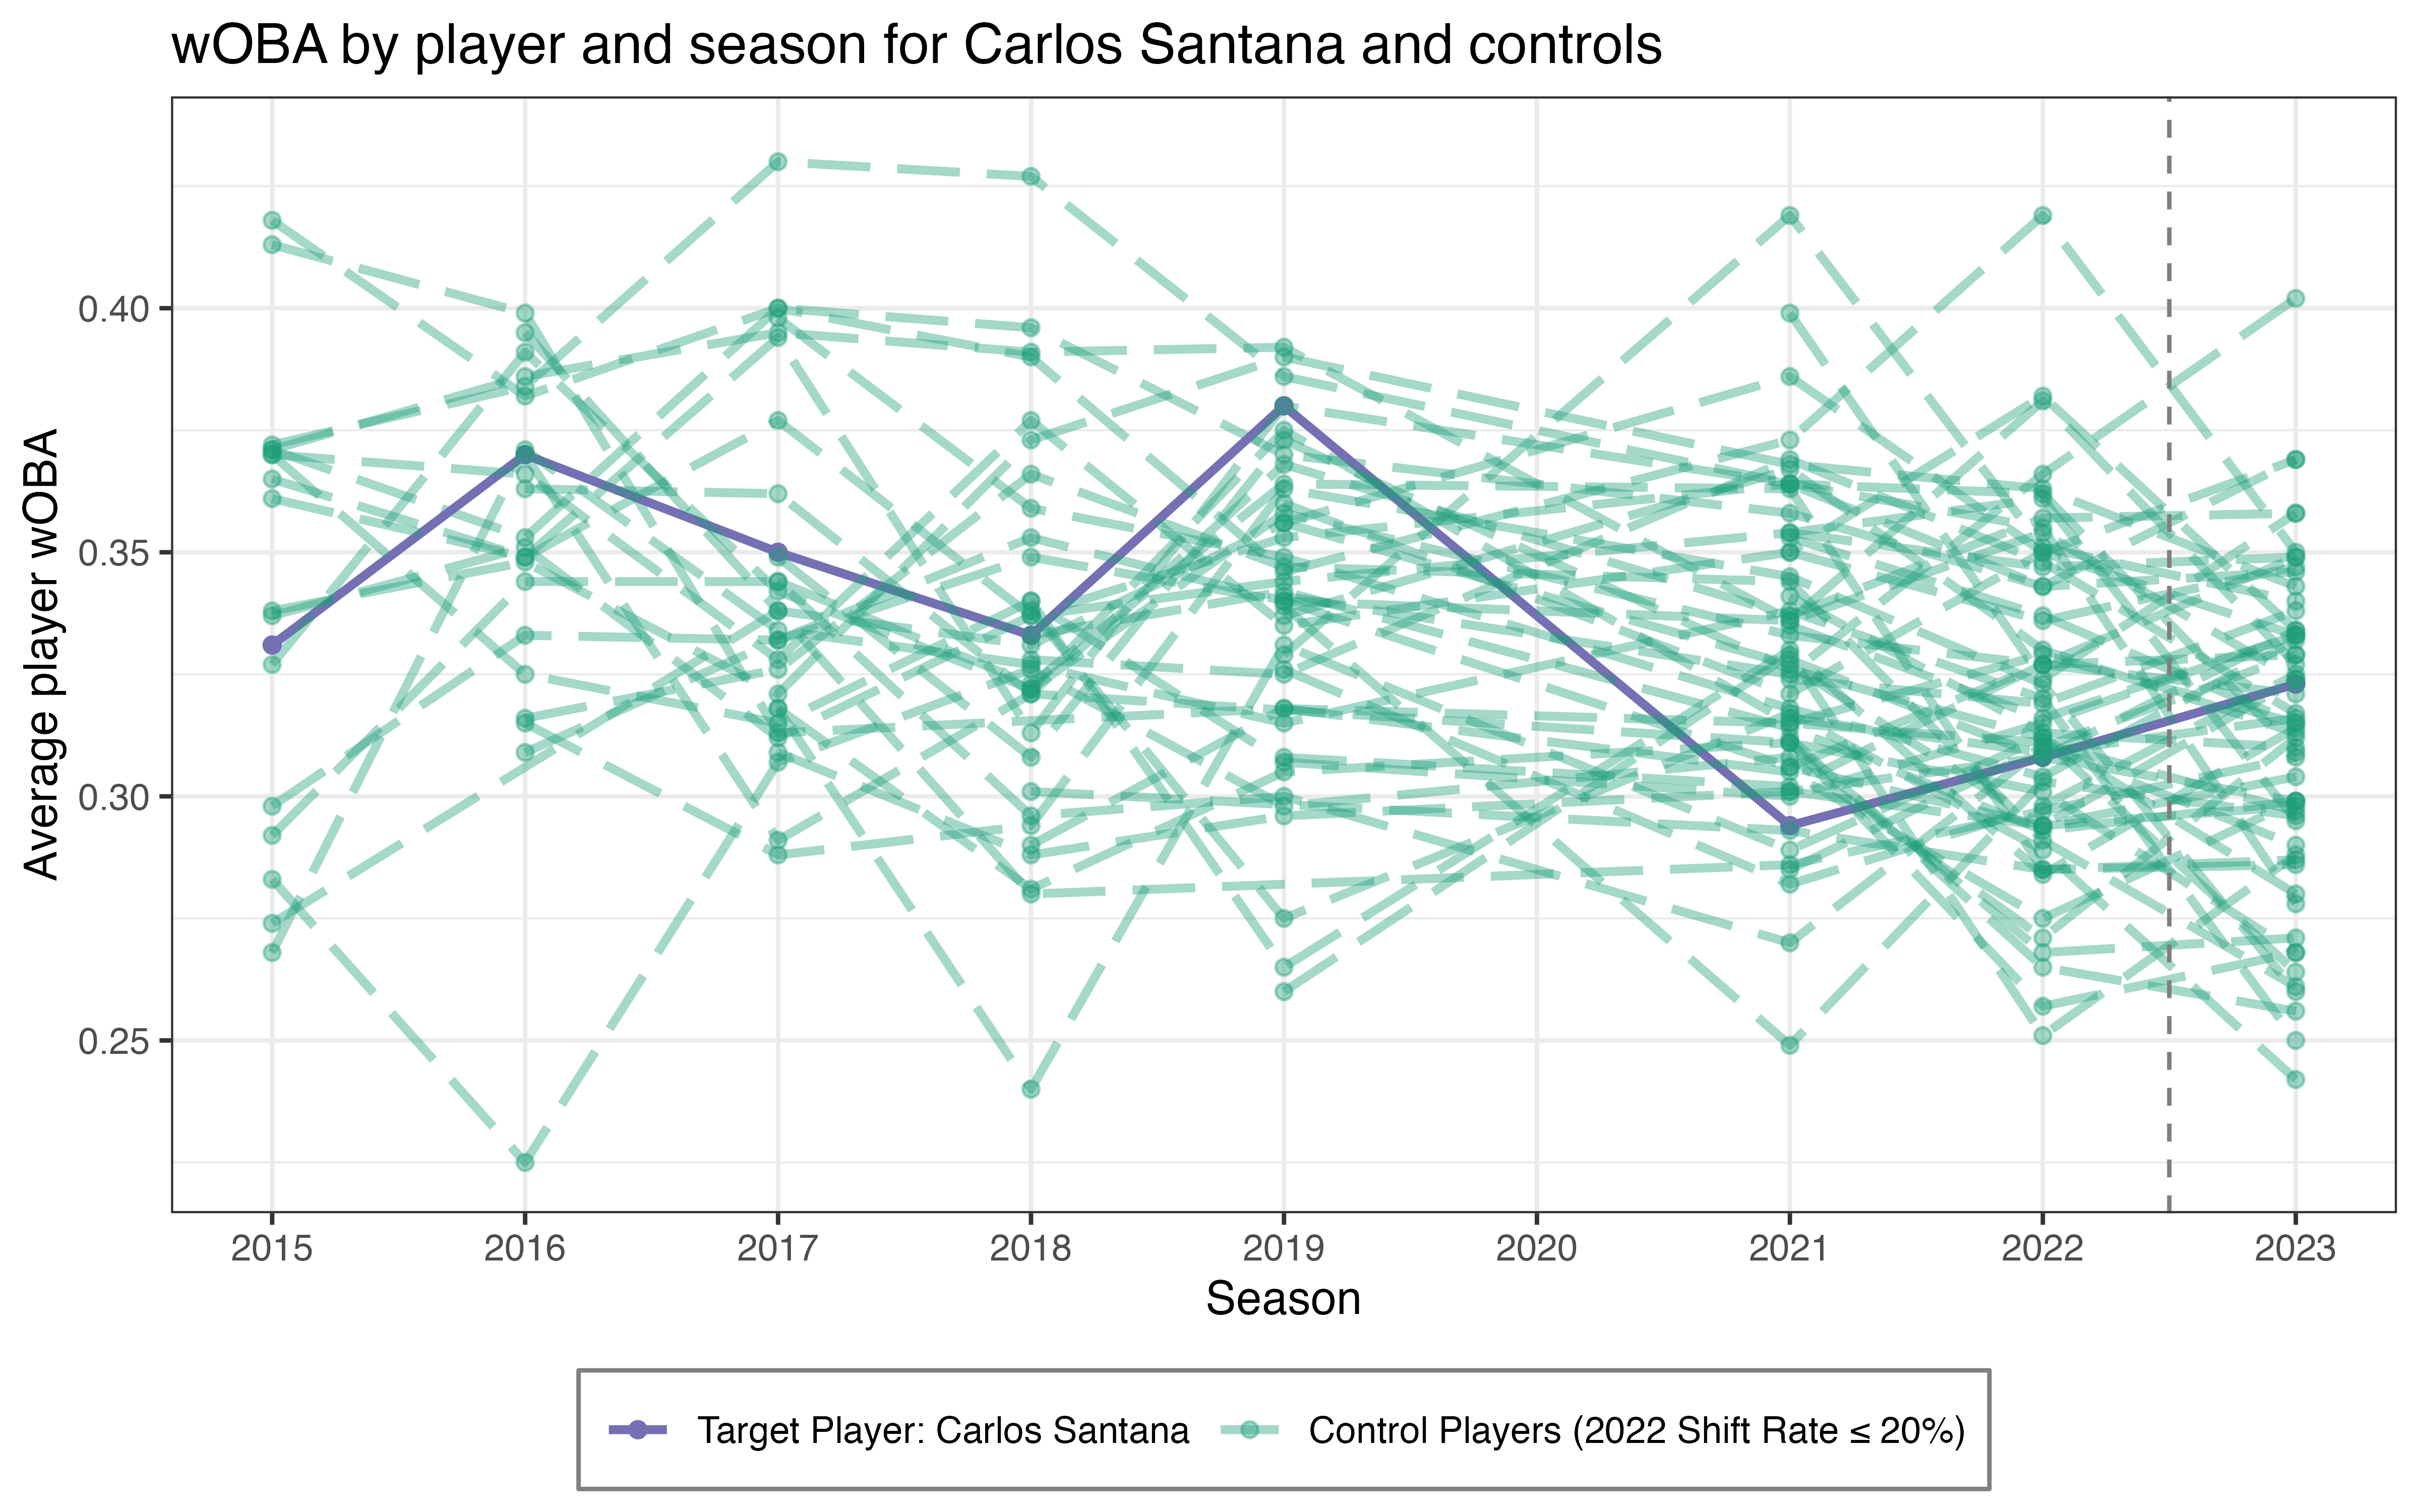 wOBA by player and season for Carlos Santana and controls
Average player wOBA
0.40
0.35
0.30
0.25
2015 2016 2017 2018 2019 2020 2021 2022 2023
Season
Target Player: Carlos Santana Control Players (2022 Shift Rate ≤ 20%)